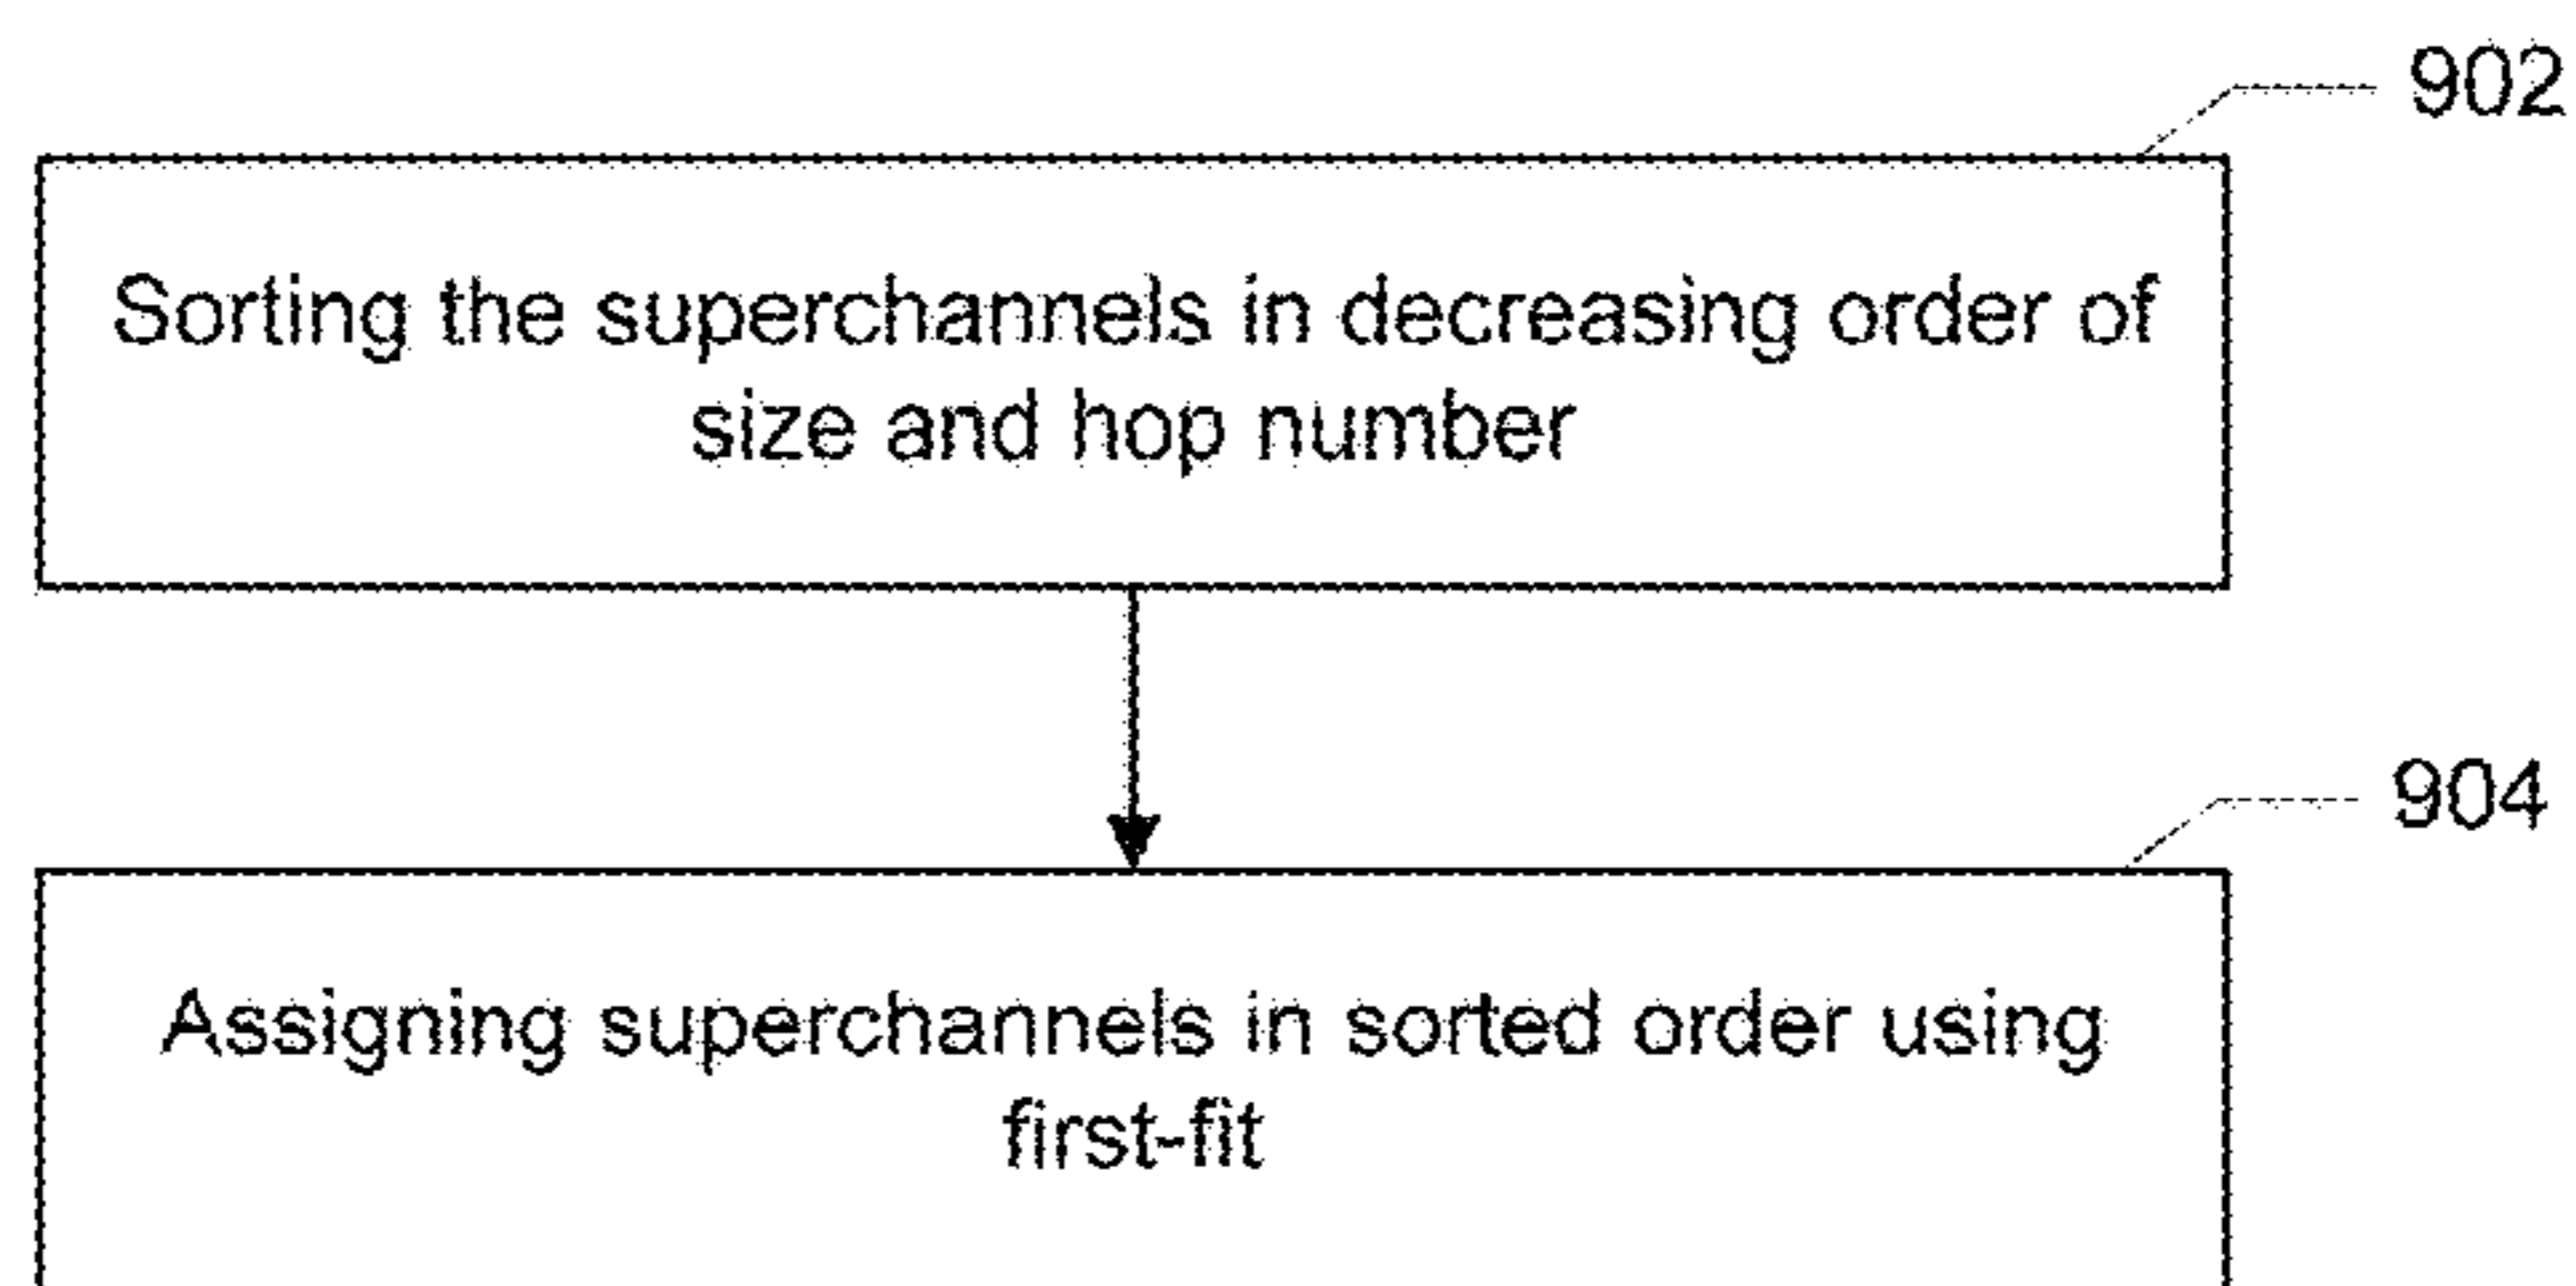 902
Sorting the superchannels in decreasing order of
size and hop number
904
Assigning superchannels in sorted order using
first-fit